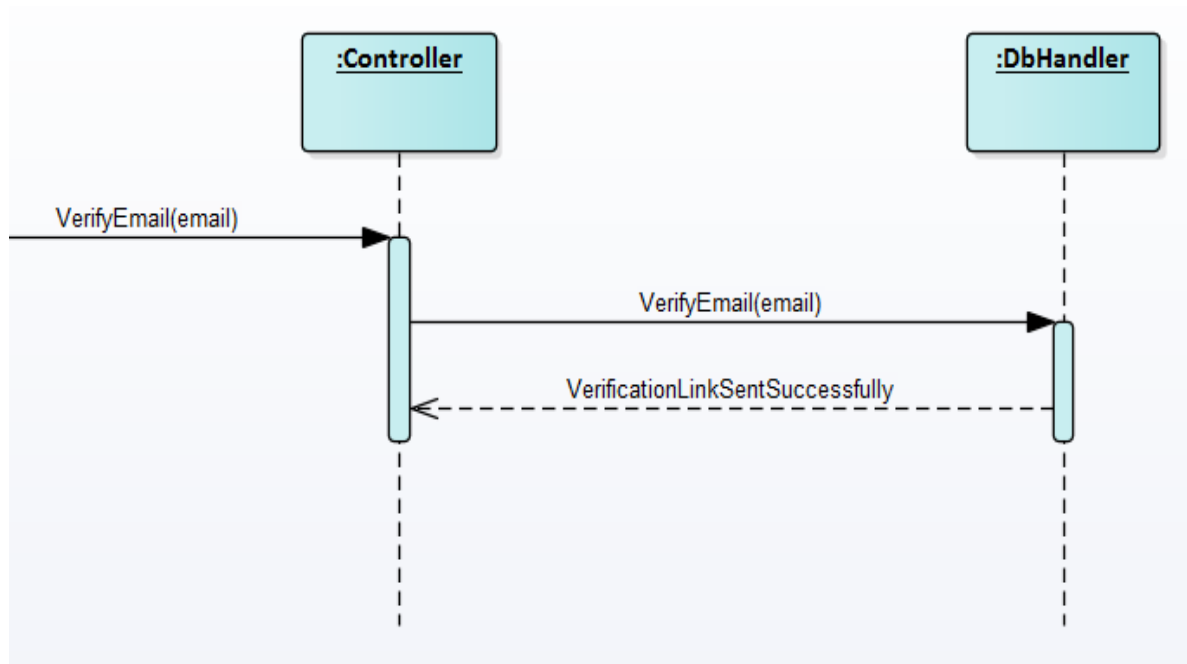 :Controller
:DbHandler
VerifyEmail(email)
VerifyEmail(email)
VerificationLinkSentSuccessfully